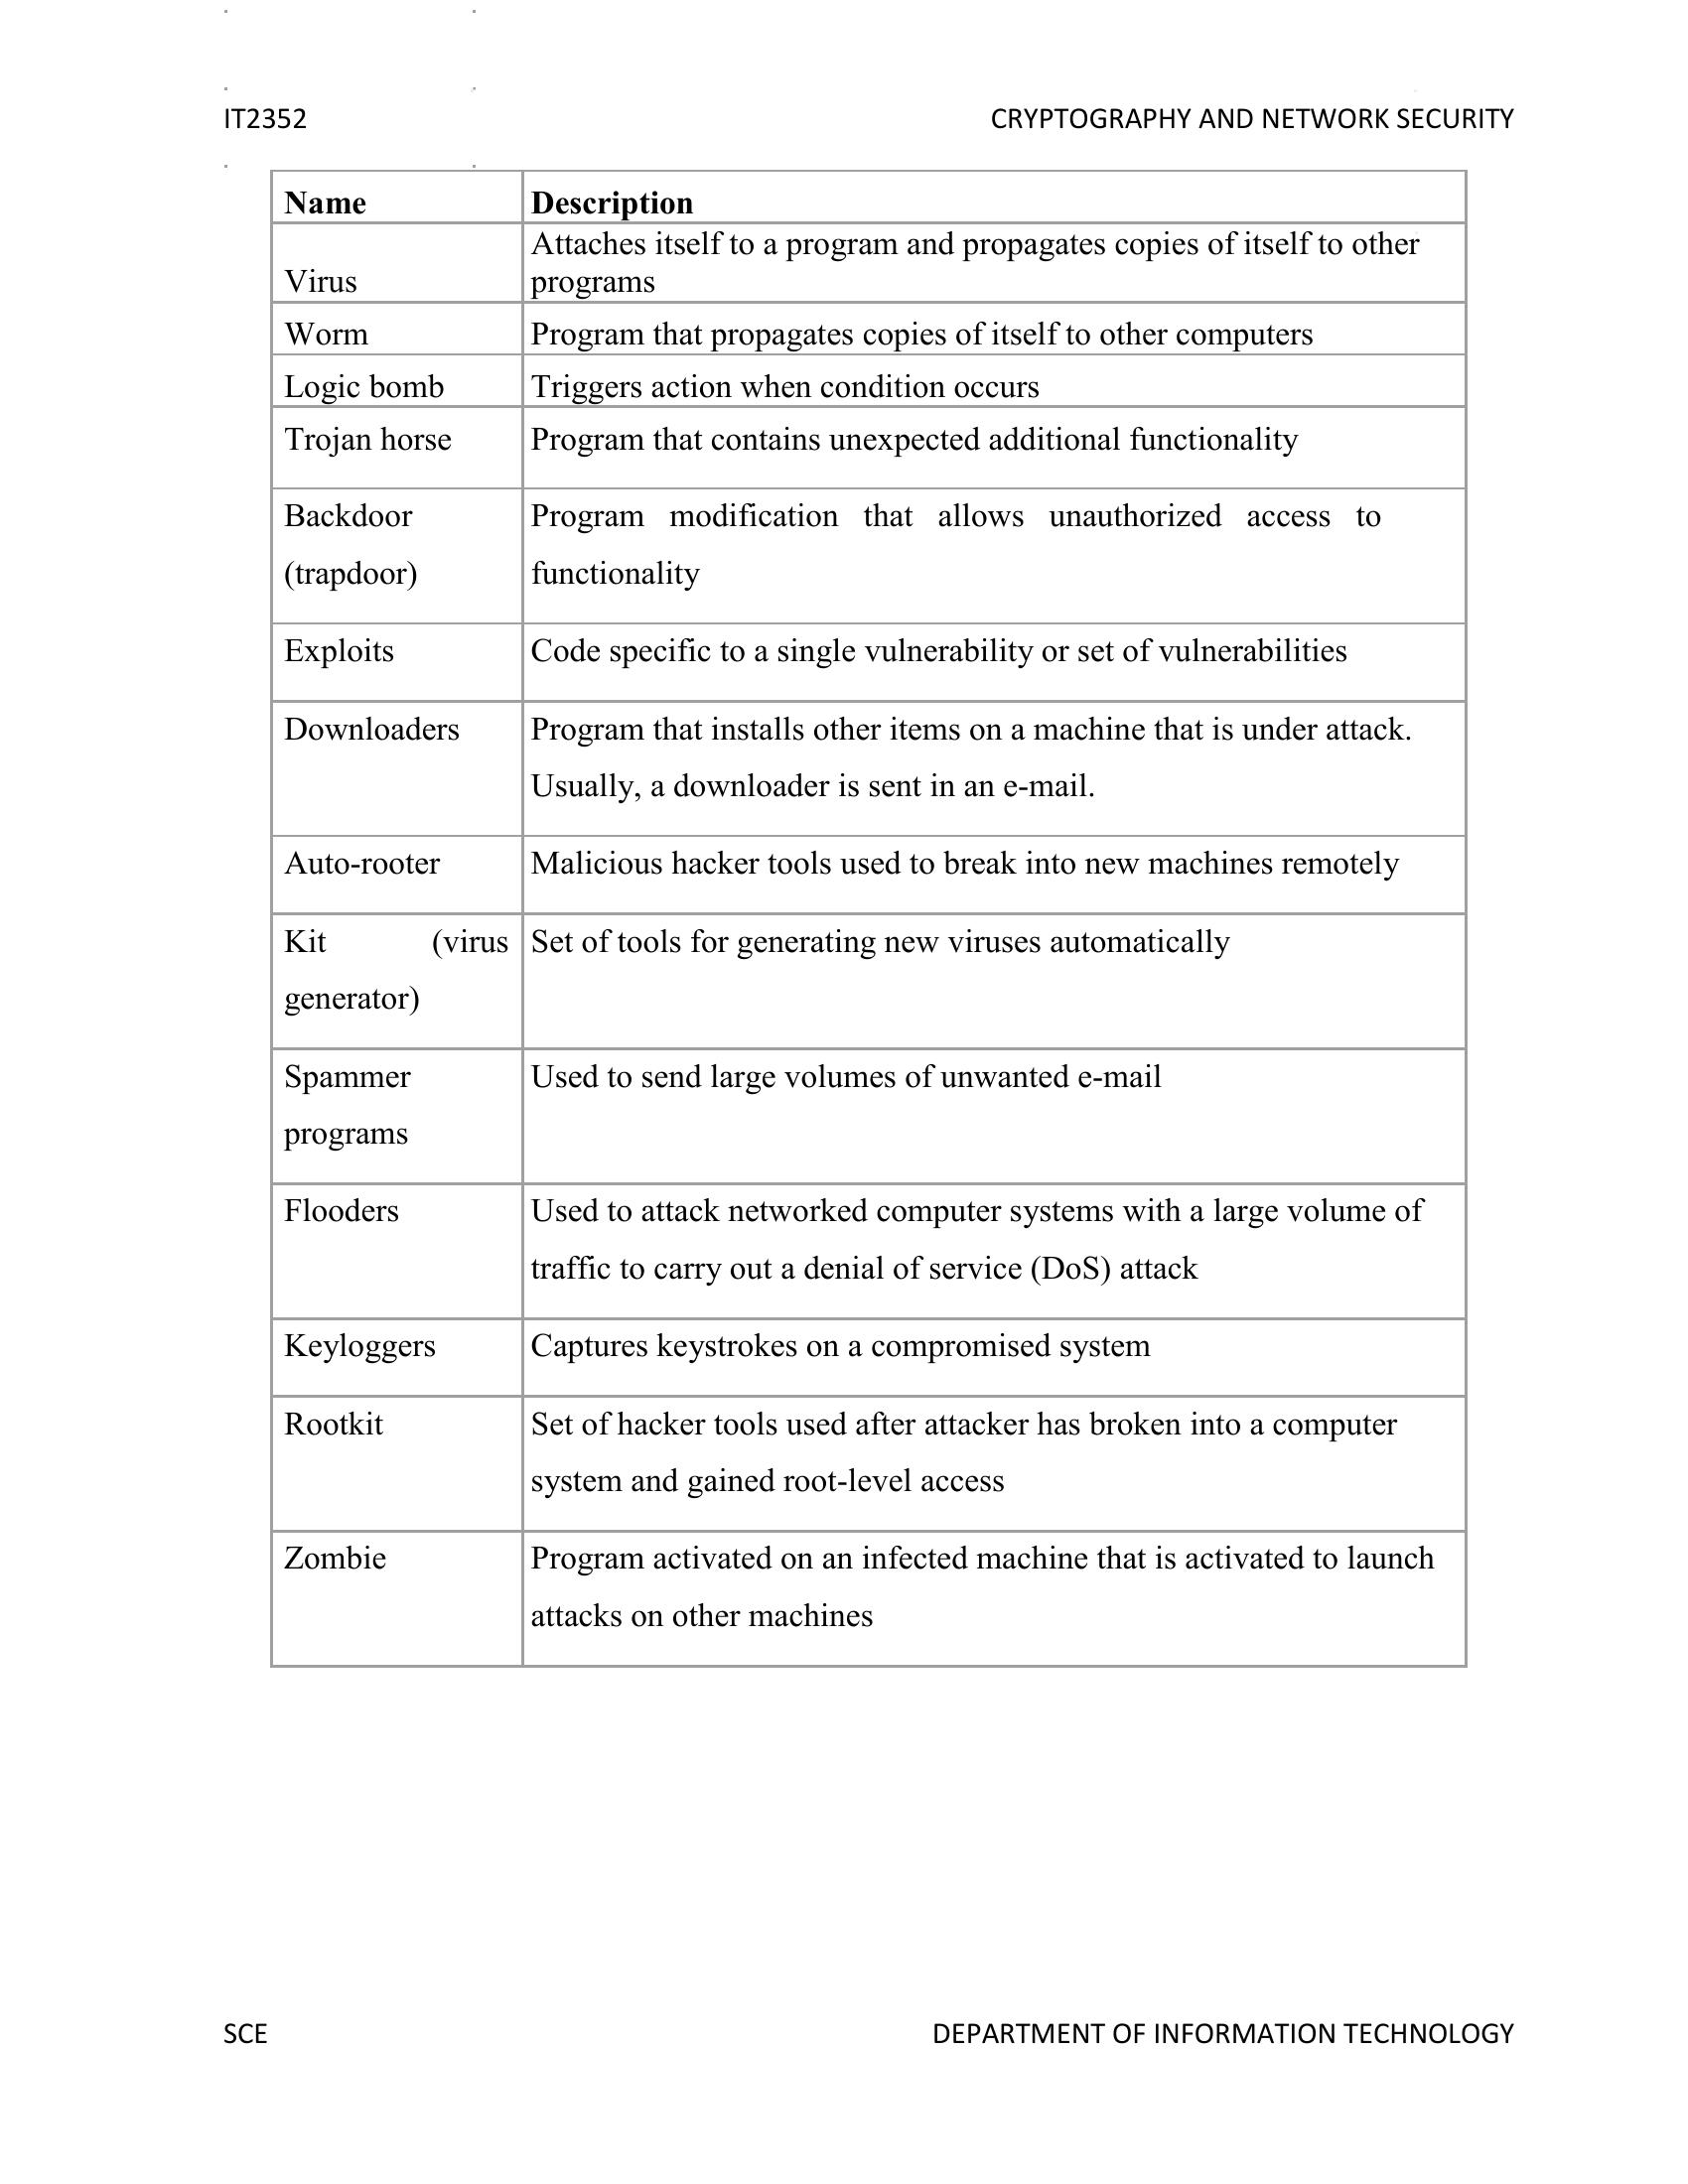 IT2352 CRYPTOGRAPHY AND NETWORK SECURITY
Name Description
Virus Attaches itself to a program and propagates copies of itself to other
programs
Worm Program that propagates copies of itself to other computers
Logic bomb Triggers action when condition occurs
Trojan horse Program that contains unexpected additional functionality
Backdoor Program modification that allows unauthorized access to
(trapdoor) functionality
Exploits Code specific to a single vulnerability or set of vulnerabilities
Downloaders Program that installs other items on a machine that is under attack.
Usually, a downloader is sent in an e-mail.
Auto-rooter Malicious hacker tools used to break into new machines remotely
Kit (virus Set of tools for generating new viruses automatically
generator)
Spammer Used to send large volumes of unwanted e-mail
programs
Flooders Used to attack networked computer systems with a large volume of
traffic to carry out a denial of service (DoS) attack
Keyloggers Captures keystrokes on a compromised system
Rootkit Set of hacker tools used after attacker has broken into a computer
system and gained root-level access
Zombie Program activated on an infected machine that is activated to launch
attacks on other machines
SCE DEPARTMENT OF INFORMATION TECHNOLOGY